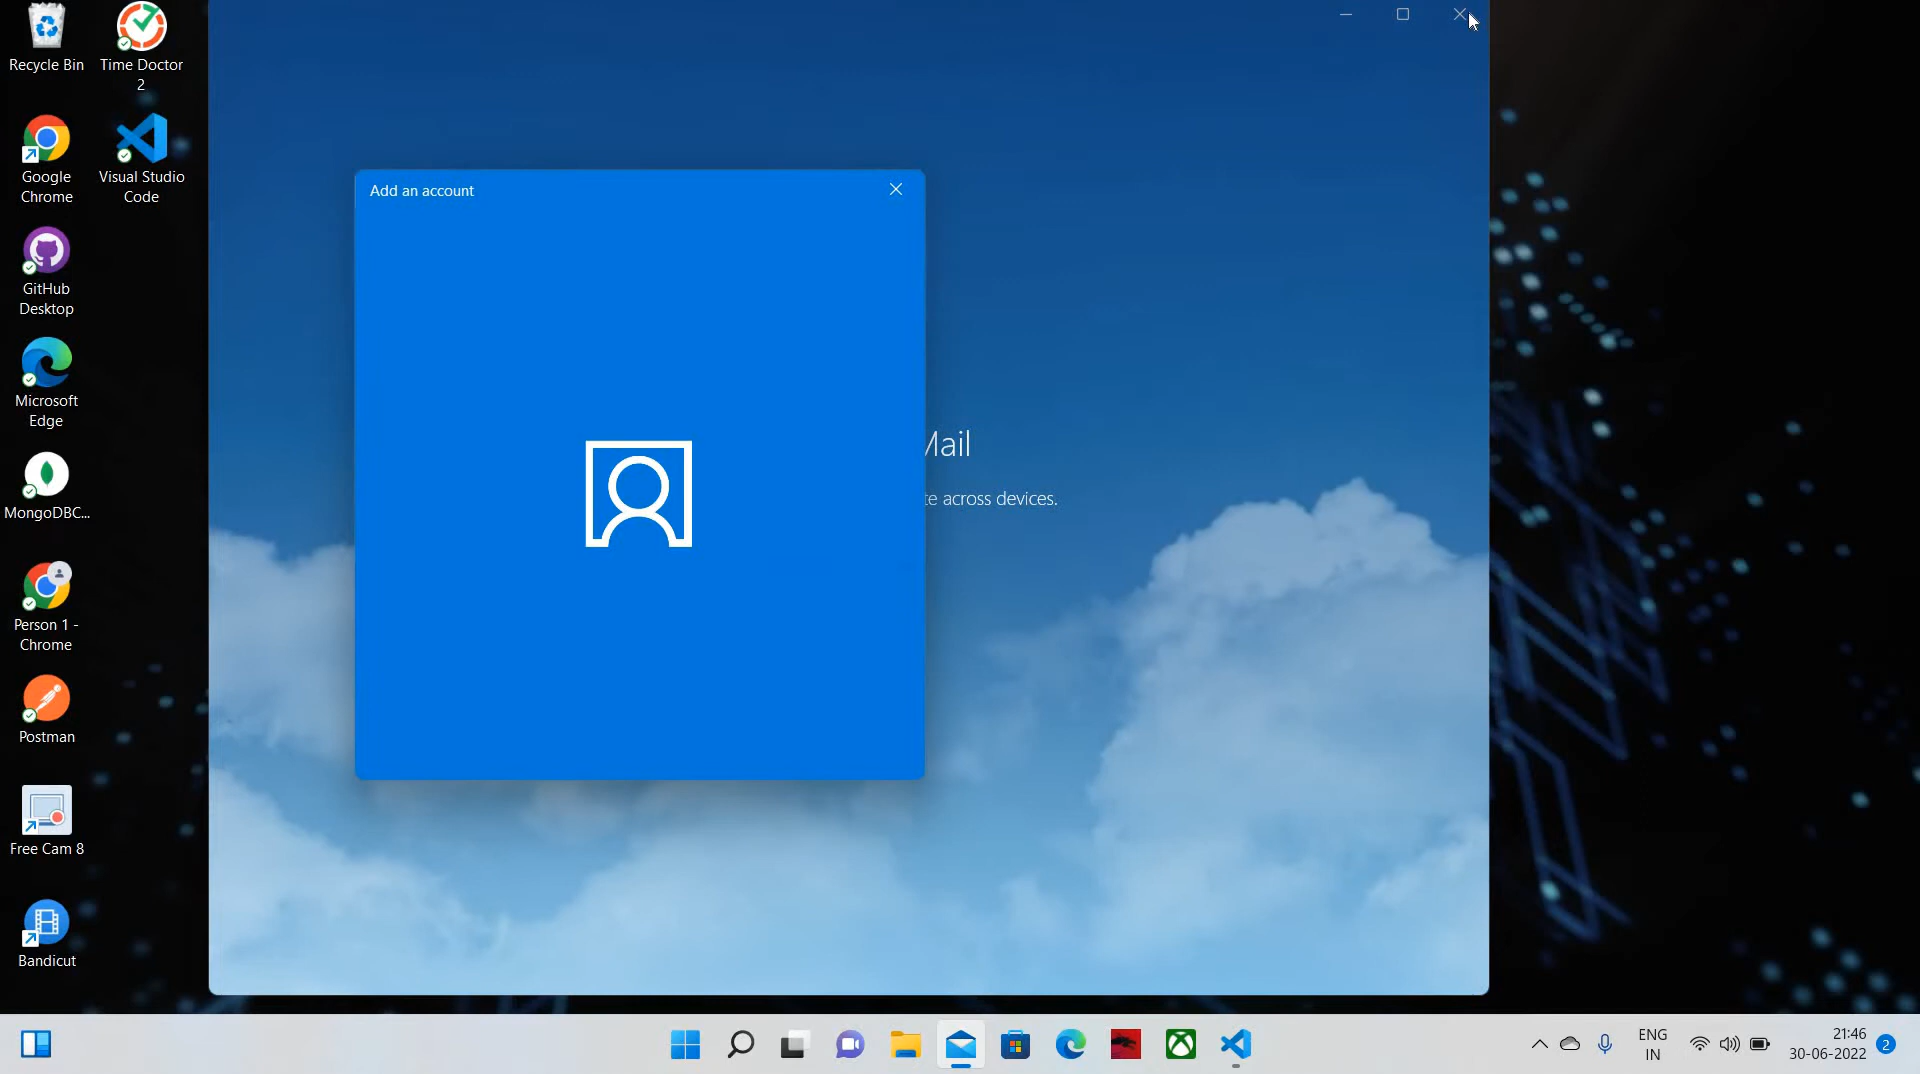 Recycle Bin
Time Doctor
2
Google
Chrome
Visual Studio
Code
GitHub
Desktop
Microsoft
Edge
MongoDBC...
Person 1 -
Chrome
Postman
Free Cam 8
Bandicut
Add an account
Mail
te across devices.
ENG
IN
21:46
30-06-2022
2